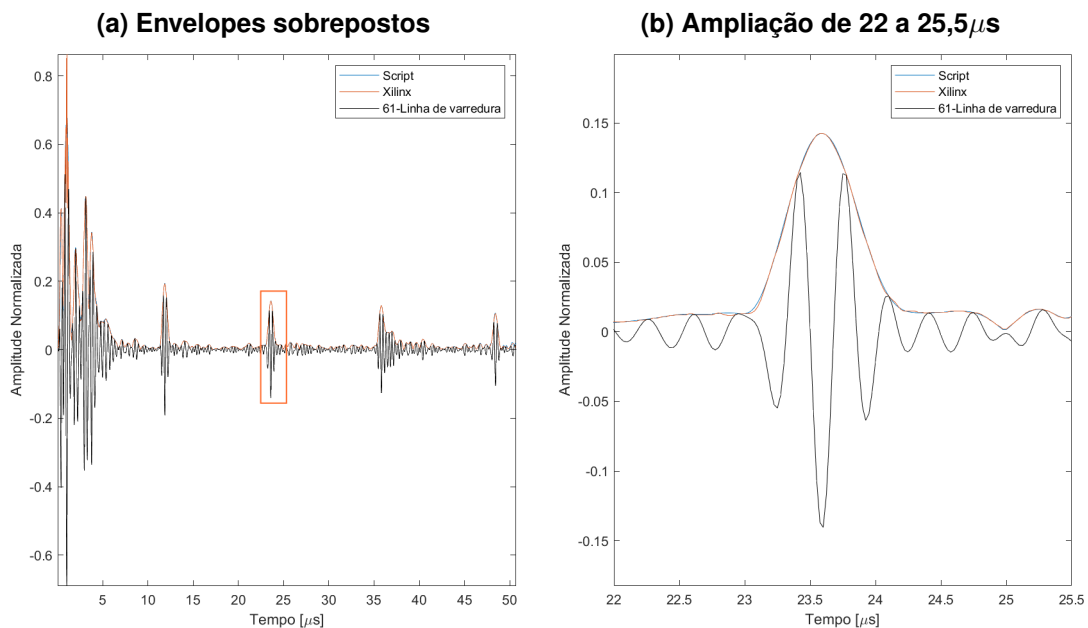 (a) Envelopes sobrepostos
Script
Xilinx
61-Linha de varredura
Amplitude Normalizada
0.8
0.6
0.4
0.2
0
-0.2
-0.4
-0.6
5 10 15 20 25 30 35 40 45 50
Tempo [μs
(b) Ampliação de 22 a 25,5μs
Script
Xilinx
61-Linha de varredura
Amplitude Normalizada
0.15
0.1
0.05
0
-0.05
-0.1
-0.15
22 22.5 23 23.5 24 24.5 25 25.5
Tempo [μs